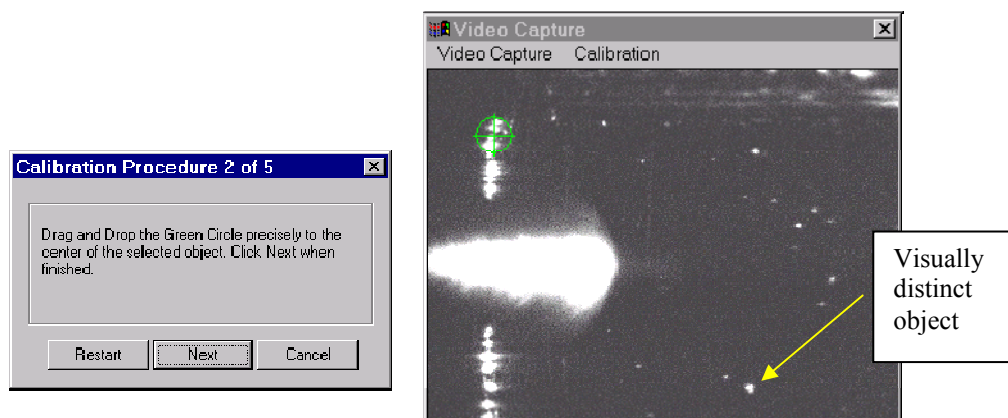 Calibration Procedure 2 of 5
Drag and Drop the Green Circle precisely to the
center of the selected object. Click Next when
finished.
Restart
Next
Cancel
Video Capture
Video Capture Calibration
Visually
distinct
object